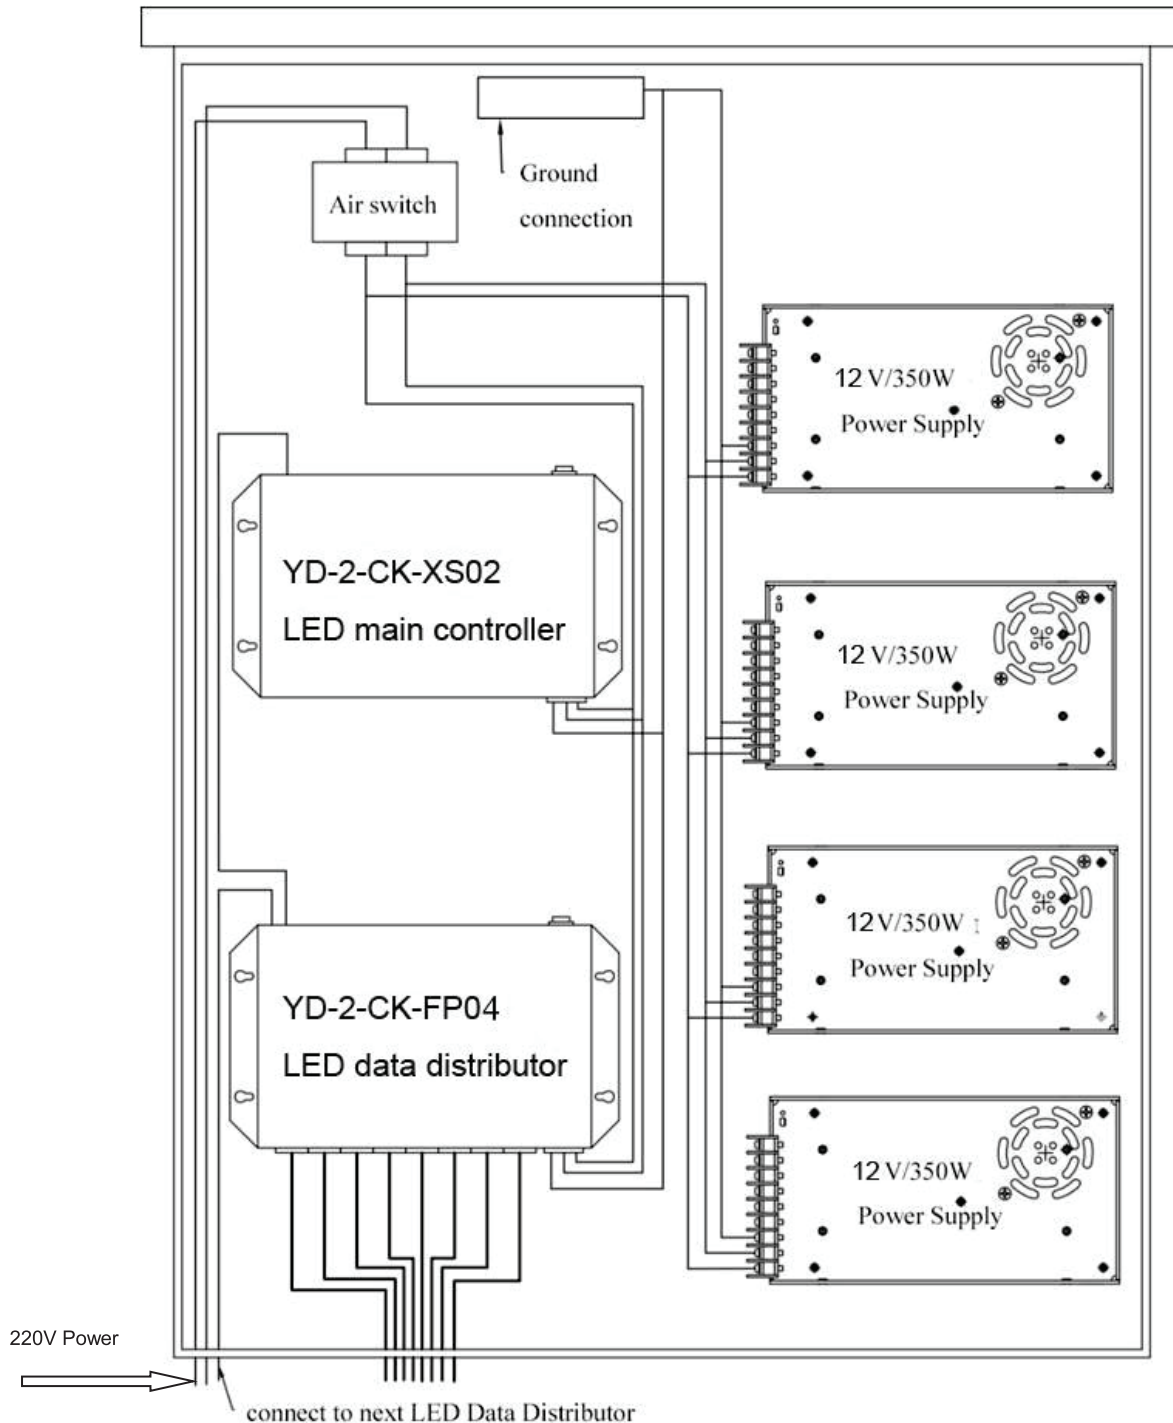 Ground
connection
Air switch
12 V/350W
Power Supply
YD-2-CK-XS02
LED main controller
12 V/350W
Power Supply
12 V/350W
Power Supply
YD-2-CK-FP04
LED data distributor
12 V/350W
Power Supply
220V Power
connect to next LED Data Distributor